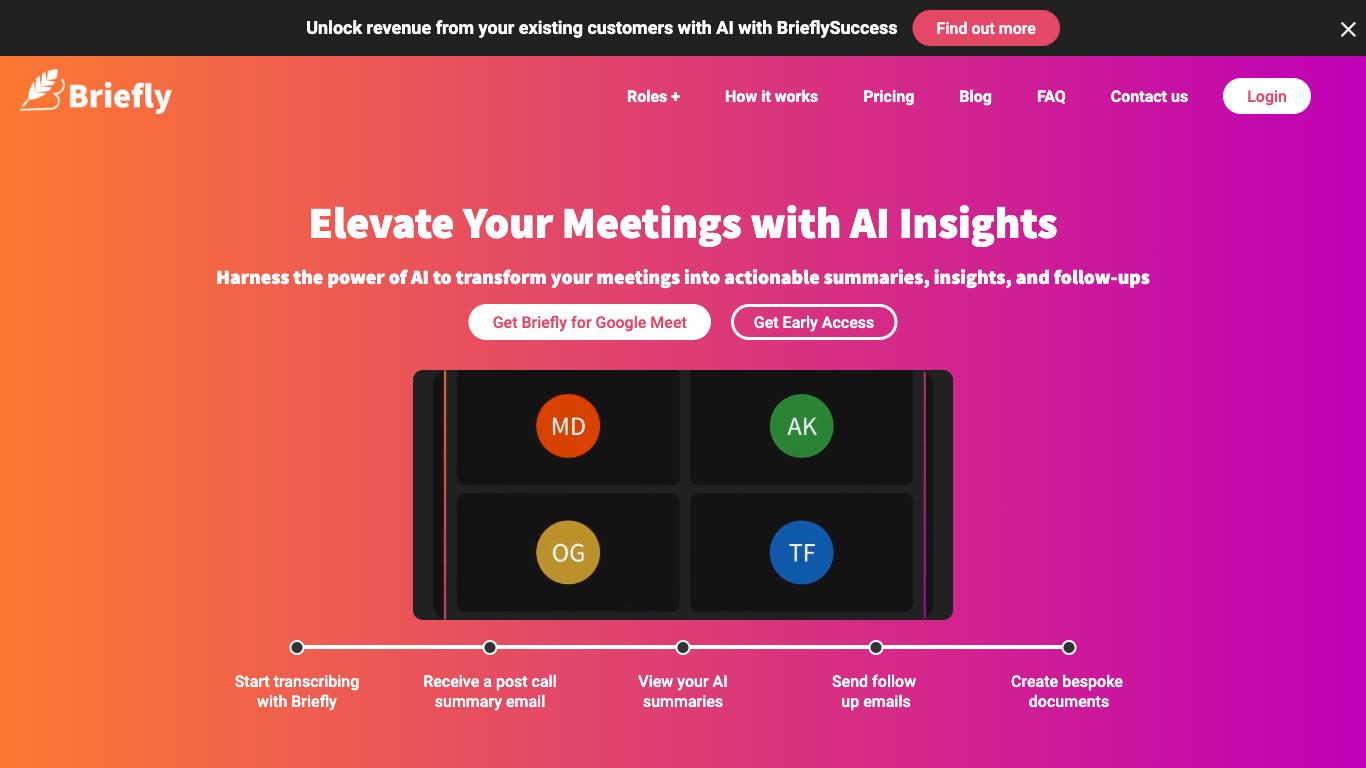 Unlock revenue from your existing customers with AI with BrieflySuccess
Find out more
Briefly
Roles +
How it works
Pricing
Blog
FAQ
Contact us
Login
Elevate Your Meetings with AI Insights
Harness the power of AI to transform your meetings into actionable summaries, insights, and follow-ups
Get Briefly for Google Meet
Get Early Access
MD
AK
OG
TF
Start transcribing
with Briefly
Receive a post call
summary email
View your AI
summaries
Send follow
up emails
Create bespoke
documents